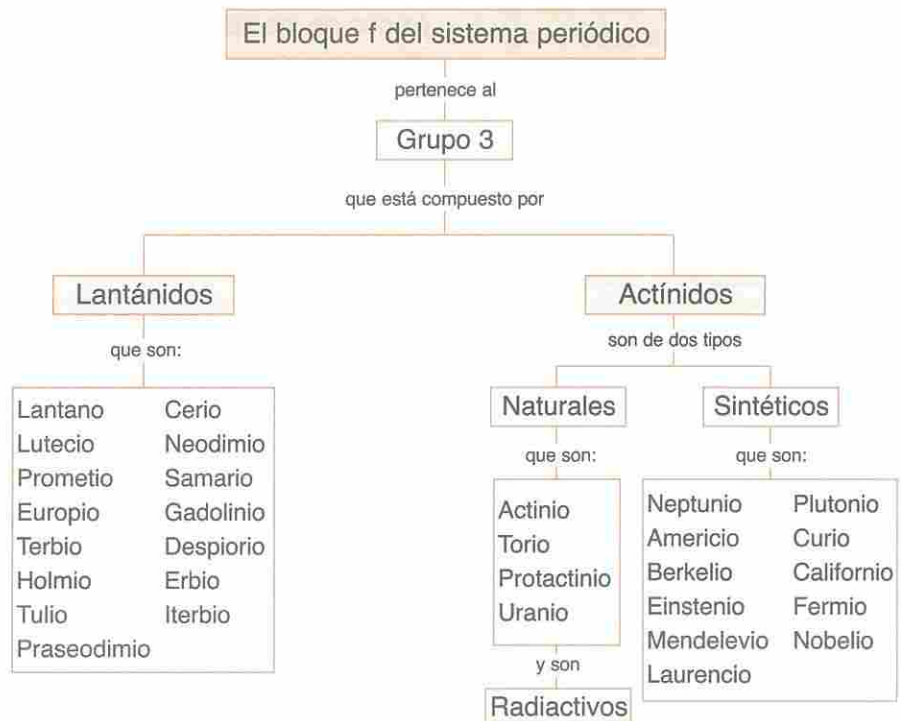 El bloque f del sistema periódico
pertenece al
Grupo 3
que está compuesto por
Lantánidos
que son:
Lantano Cerio
Lutecio Neodimio
Prometio Samario
Europio Gadolinio
Terbio Despiorio
Holmio Erbio
Tulio Iterbio
Praseodimio
Actínidos
son de dos tipos
Naturales
que son:
Actinio
Torio
Protactinio
Uranio
y son
Radiactivos
Sintéticos
que son:
Neptunio Plutonio
Americio Curio
Berkelio Californio
Einstenio Fermio
Mendelevio Nobelio
Laurencio